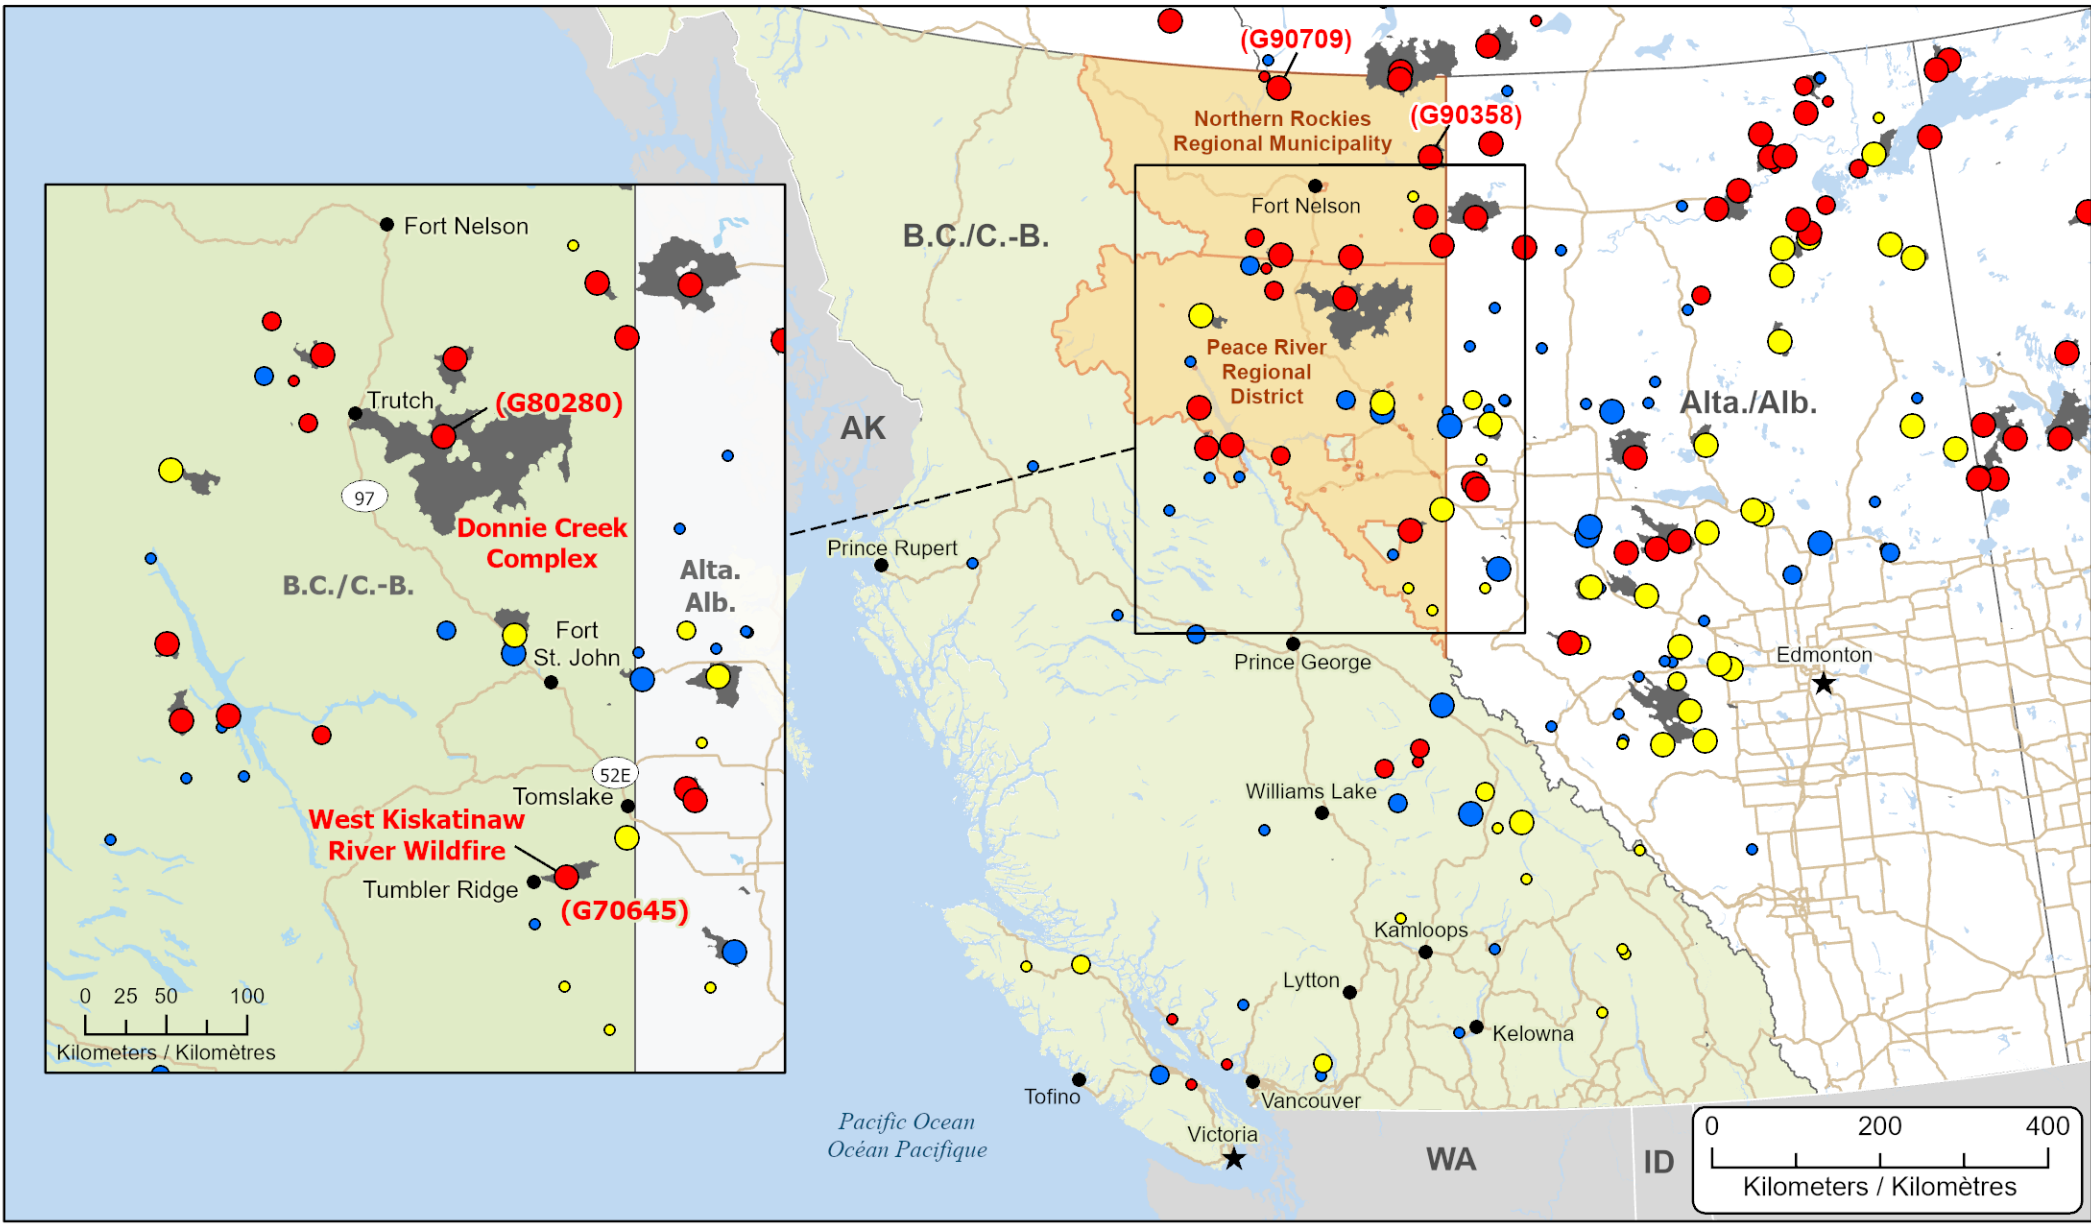 (G90709)
Northern Rockies
Regional Municipality
(G90358)
Fort Nelson
B.C./C.-B.
Peace River
Regional
District
AK
Alta./Alb.
Prince Rupert
Prince George
Edmonton
Williams Lake
Kamloops
Lytton
Kelowna
Tofino
Vancouver
Victoria
Pacific Ocean
Océan Pacifique
WA
ID
0 200 400
Kilometers / Kilomètres
Fort Nelson
Trutch
(G80280)
97
Donnie Creek
Complex
B.C./C.-B.
Alta.
Alb.
Fort
St. John
52E
Tomslake
West Kiskatinaw
River Wildfire
Tumbler Ridge
(G70645)
0 25 50 100
Kilometers / Kilomètres